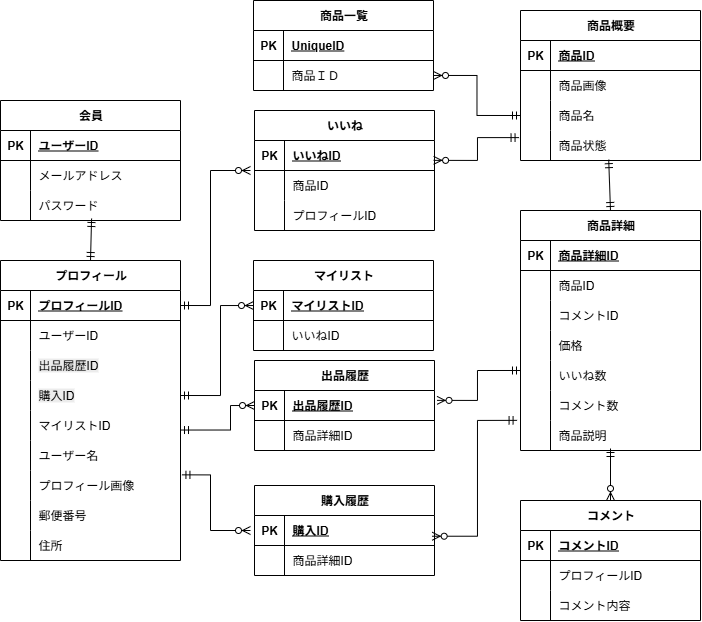 会員
PK ユーザーID
メールアドレス
パスワード
プロフィール
PK プロフィールID
ユーザーID
出品履歴ID
購入ID
マイリストID
ユーザー名
プロフィール画像
郵便番号
住所
商品一覧
PK UniqueID
商品ＩＤ
いいね
PK いいねID
商品ID
プロフィールID
マイリスト
PK マイリストID
いいねID
出品履歴
PK 出品履歴ID
商品詳細ID
購入履歴
PK 購入ID
商品詳細ID
商品概要
PK 商品ID
商品画像
商品名
商品状態
商品詳細
PK 商品詳細ID
商品ID
コメントID
価格
いいね数
コメント数
商品説明
コメント
PK コメントID
プロフィールID
コメント内容